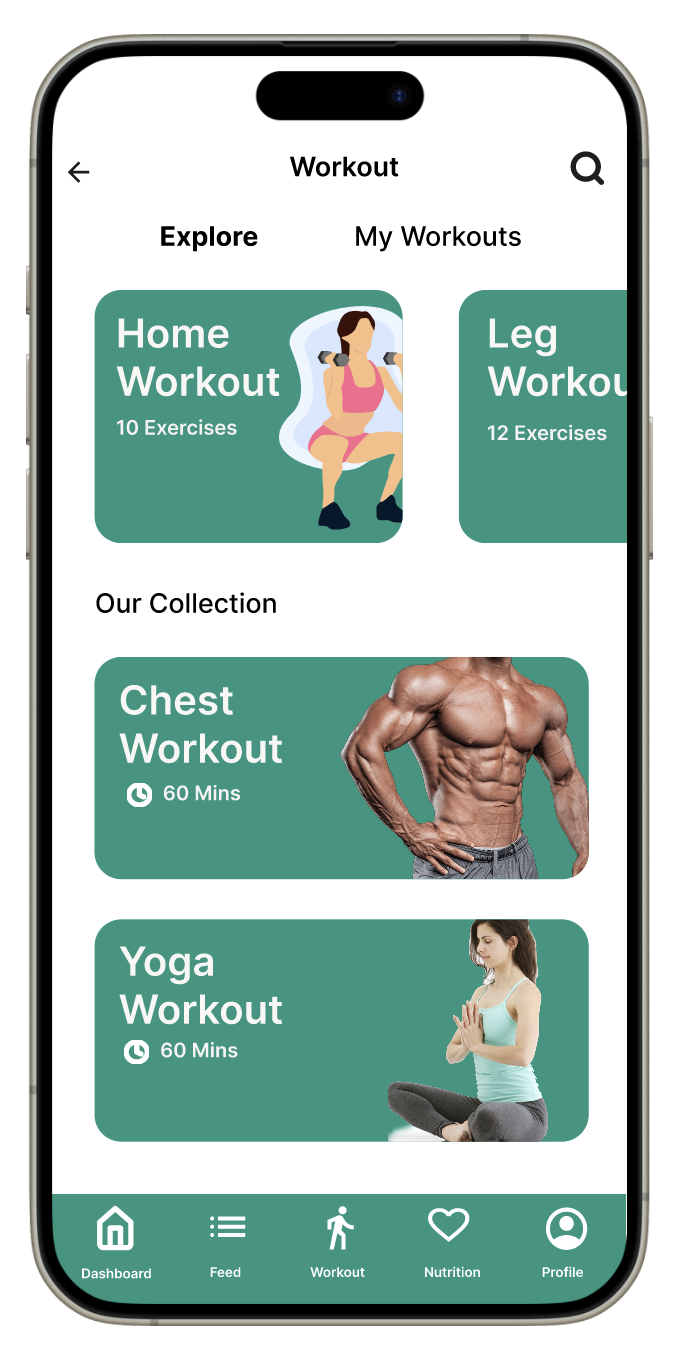 Workout
Explore
My Workouts
Home
Workout
10 Exercises
Leg
Workou
12 Exercises
Our Collection
Chest
Workout
60 Mins
Yoga
Workout
60 Mins
Dashboard
Feed
Workout
Nutrition
Profile